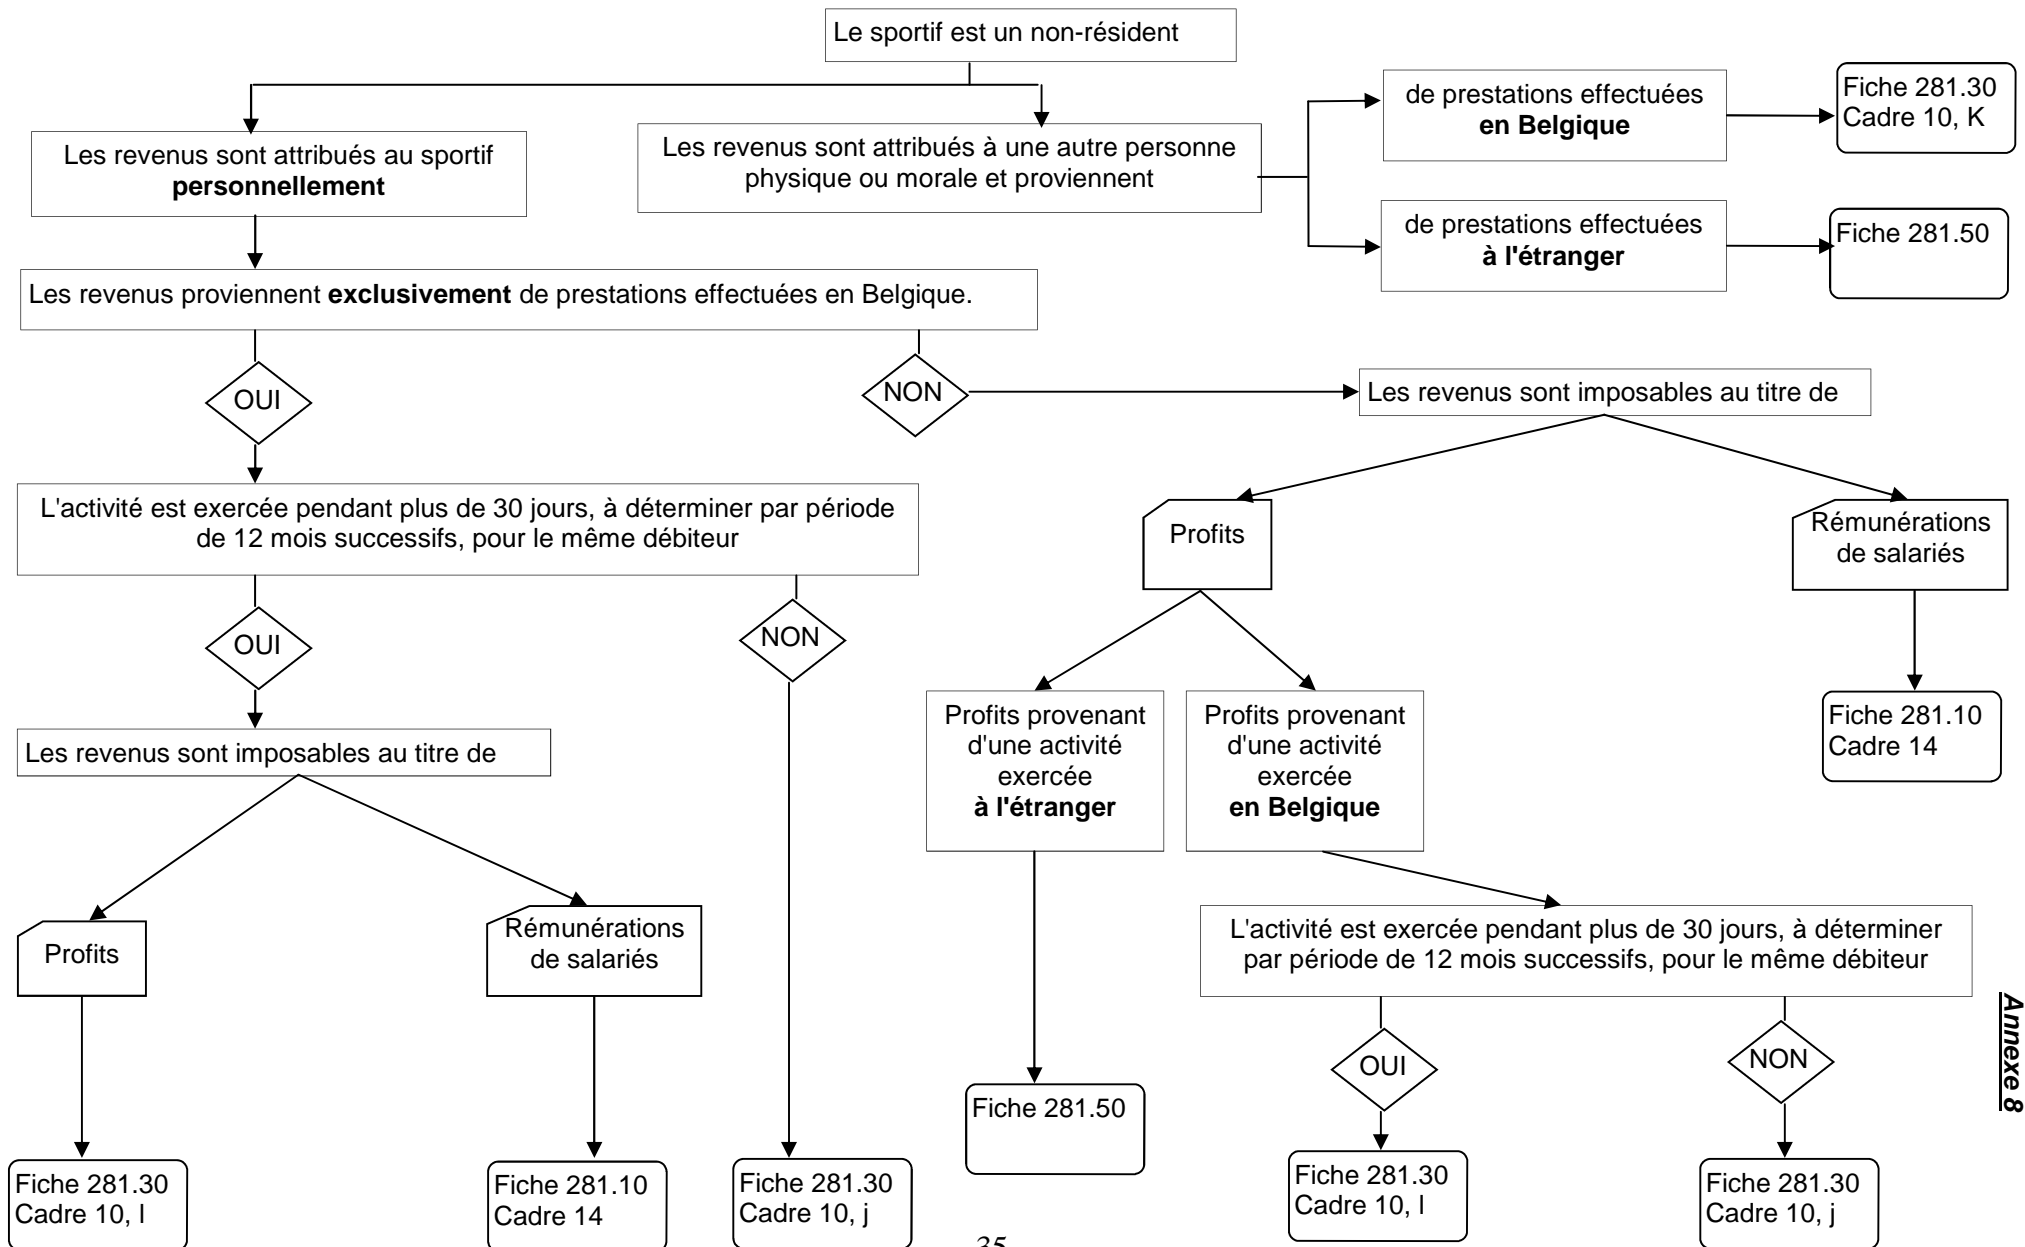 Le sportif est un non-résident
Les revenus sont attribués au sportif
personnellement
Les revenus sont attribués à une autre personne
physique ou morale et proviennent
de prestations effectuées
en Belgique
Fiche 281.30
Cadre 10, K
de prestations effectuées
à l'étranger
Fiche 281.50
Les revenus proviennent exclusivement de prestations effectuées en Belgique.
OUI
NON
Les revenus sont imposables au titre de
L'activité est exercée pendant plus de 30 jours, à déterminer par période
de 12 mois successifs, pour le même débiteur
Profits
Rémunérations
de salariés
OUI
NON
Profits provenant
d'une activité
exercée
à l'étranger
Profits provenant
d'une activité
exercée
en Belgique
Fiche 281.10
Cadre 14
Les revenus sont imposables au titre de
Profits
Rémunérations
de salariés
L'activité est exercée pendant plus de 30 jours, à déterminer
par période de 12 mois successifs, pour le même débiteur
Annexe 8
OUI
NON
Fiche 281.50
Fiche 281.30
Cadre 10, l
Fiche 281.10
Cadre 14
Fiche 281.30
Cadre 10, j
Fiche 281.30
Cadre 10, l
Fiche 281.30
Cadre 10, j
35